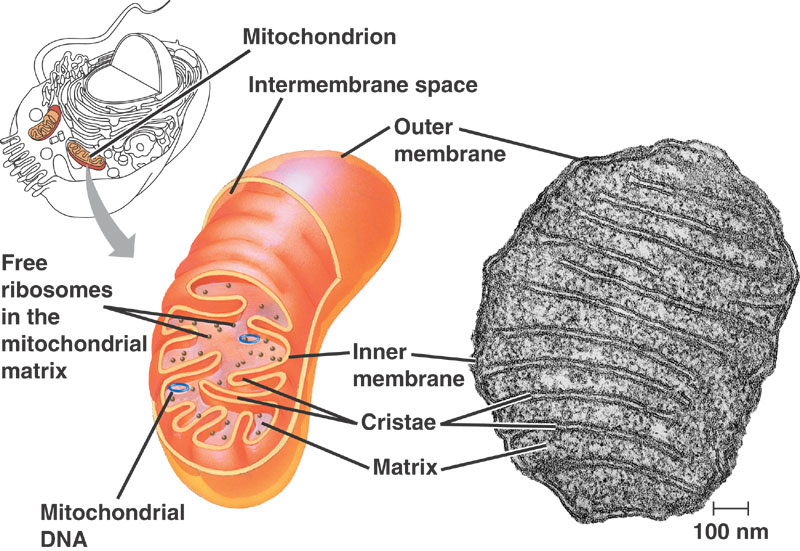 Mitochondrion
Intermembrane space
Outer
membrane
Free
ribosomes
in the
mitochondrial
matrix
Inner
membrane
Cristae
Matrix
Mitochondrial
DNA
100 nm